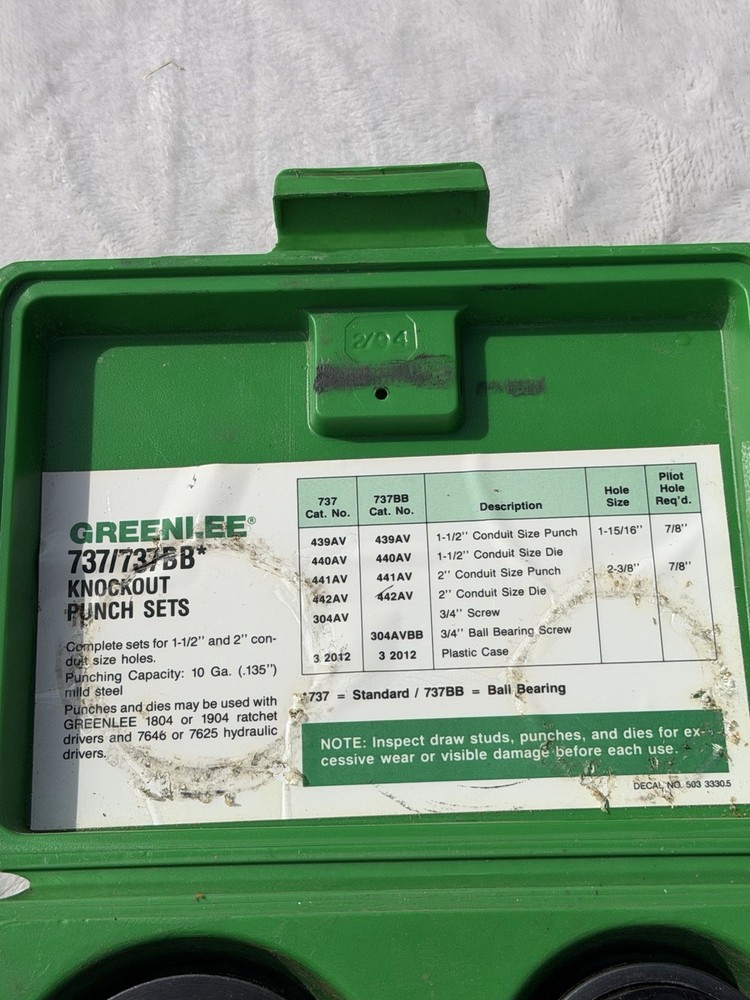 2/94
GREENLEE®
737/737BB*
KNOCKOUT
PUNCH SETS
Complete sets for 1-1/2'' and 2'' con-
duit size holes.
Punching Capacity: 10 Ga. (.135'')
mild steel
Punches and dies may be used with
GREENLEE 1804 or 1904 ratchet
drivers and 7646 or 7625 hydraulic
drivers.
737 Cat. No. 737BB Cat. No. Description Hole Size Pilot Hole Req'd.
439AV 439AV 1-1/2'' Conduit Size Punch 1-15/16'' 7/8''
440AV 440AV 1-1/2'' Conduit Size Die
441AV 441AV 2'' Conduit Size Punch 2-3/8'' 7/8''
442AV 442AV 2'' Conduit Size Die
304AV 3/4'' Screw
304AVBB 3/4'' Ball Bearing Screw
3 2012 3 2012 Plastic Case
*737 = Standard / 737BB = Ball Bearing
NOTE: Inspect draw studs, punches, and dies for ex-
cessive wear or visible damage before each use.
DECAL NO. 503 3330.5